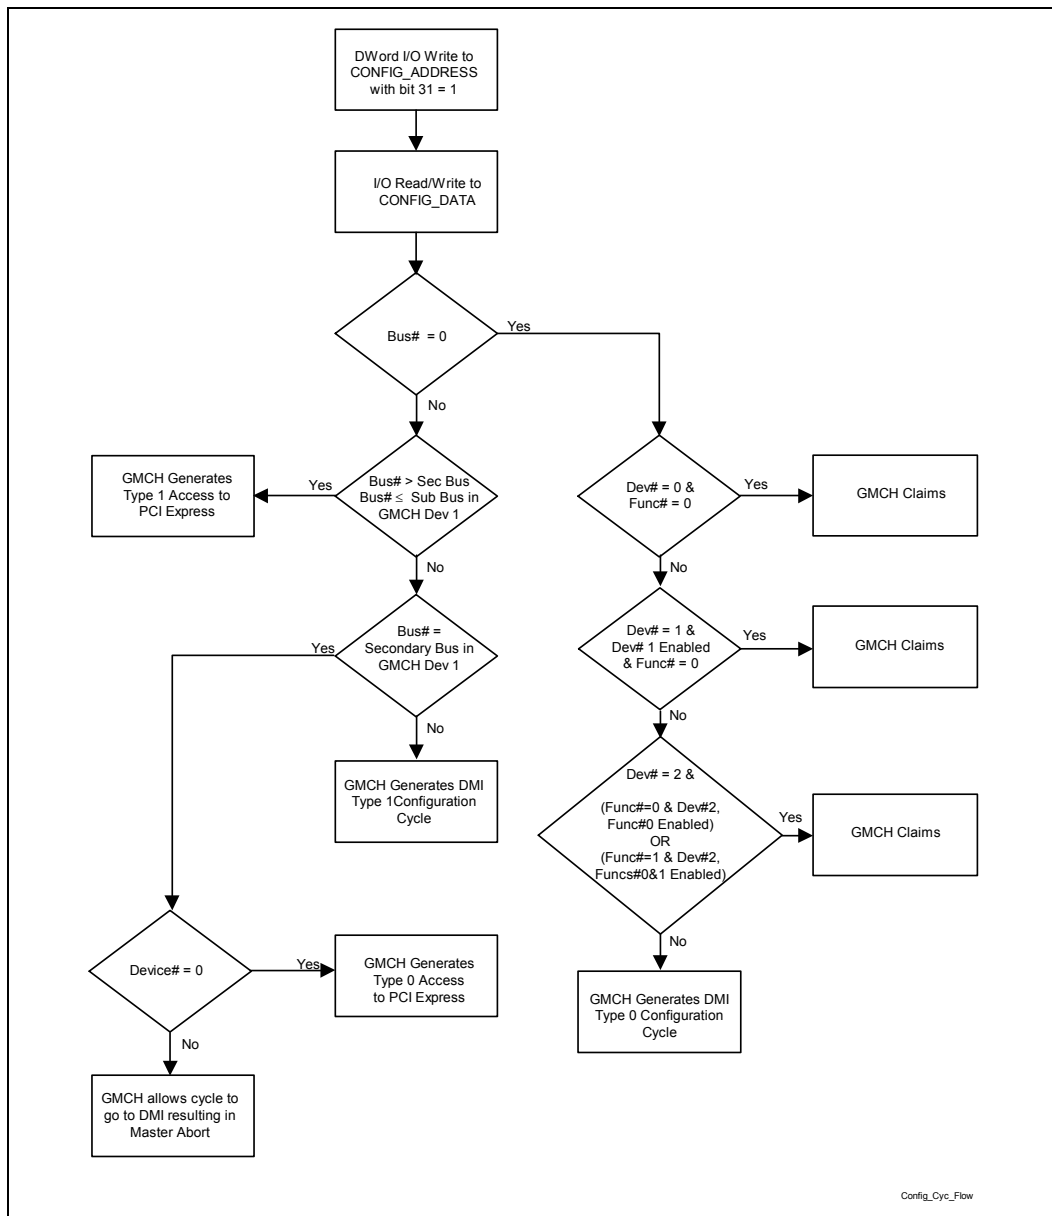 DWord I/O Write to
CONFIG_ADDRESS
with bit 31 = 1
I/O Read/Write to
CONFIG_DATA
Bus# = 0
Yes
No
Bus# > Sec Bus
Bus# ≤ Sub Bus in
GMCH Dev 1
Yes
GMCH Generates
Type 1 Access to
PCI Express
No
Dev# = 0 &
Func# = 0
Yes
GMCH Claims
No
Bus# =
Secondary Bus in
GMCH Dev 1
Yes
No
Dev# = 1 &
Dev# 1 Enabled
& Func# = 0
Yes
GMCH Claims
No
GMCH Generates DMI
Type 1Configuration
Cycle
Dev# = 2 &
(Func#=0 & Dev#2,
Func#0 Enabled)
OR
(Func#=1 & Dev#2,
Funcs#0&1 Enabled)
Yes
GMCH Claims
No
Device# = 0
Yes
GMCH Generates
Type 0 Access
to PCI Express
No
GMCH Generates DMI
Type 0 Configuration
Cycle
GMCH allows cycle to
go to DMI resulting in
Master Abort
Config_Cyc_Flow